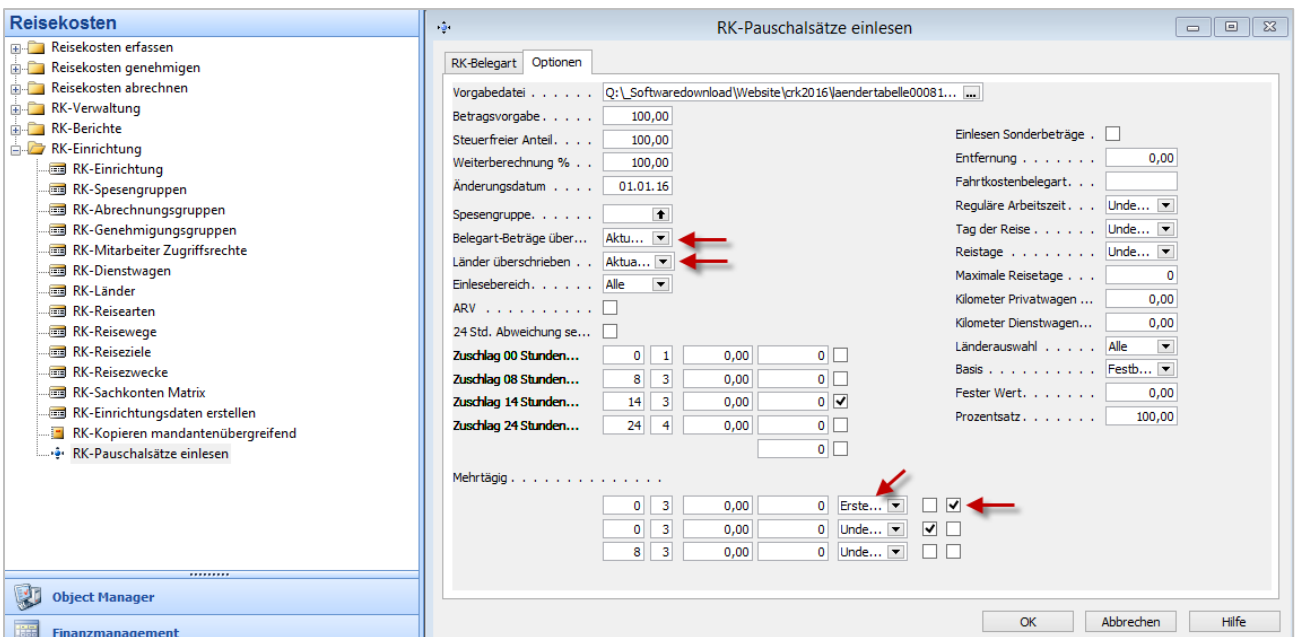 Reisekosten
Reisekosten erfassen
Reisekosten genehmigen
Reisekosten abrechnen
RK-Verwaltung
RK-Berichte
RK-Einrichtung
RK-Einrichtung
RK-Spesengruppen
RK-Abrechnungsgruppen
RK-Genehmigungsgruppen
RK-Mitarbeiter Zugriffsrechte
RK-Dienstwagen
RK-Länder
RK-Reisearten
RK-Reisewege
RK-Reiseziele
RK-Reisezwecke
RK-Sachkonten Matrix
RK-Einrichtungsdaten erstellen
RK-Kopieren mandantenübergreifend
RK-Pauschalsätze einlesen
Object Manager
Finanzmanagement
RK-Pauschalsätze einlesen
RK-Belegart Optionen
Vorgabedatei . . . . . . Q:\_Softwaredownload\Website\crk2016\laendertabelle00081... ...
Betragsvorgabe . . . . . 100,00
Steuerfreier Anteil. . . . 100,00
Weiterberechnung % . . 100,00
Änderungsdatum . . . . 01.01.16
Spesengruppe. . . . . .
Belegart-Beträge über... Aktu...
Länder überschrieben . . Aktua...
Einlesebereich. . . . . . Alle
ARV . . . . . . . . . .
24 Std. Abweichung se...
Zuschlag 00 Stunden... 0 1 0,00 0
Zuschlag 08 Stunden... 8 3 0,00 0
Zuschlag 14 Stunden... 14 3 0,00 0
Zuschlag 24 Stunden... 24 4 0,00 0
0
Mehrtägig . . . . . . . . . . . . . .
0 3 0,00 0 Erste...
0 3 0,00 0 Unde...
8 3 0,00 0 Unde...
Einlesen Sonderbeträge .
Entfernung . . . . . . . 0,00
Fahrtkostenbelegart. . .
Reguläre Arbeitszeit . . . Unde...
Tag der Reise . . . . . Unde...
Reistage . . . . . . . . Unde...
Maximale Reisetage . . . 0
Kilometer Privatwagen ... 0,00
Kilometer Dienstwagen... 0,00
Länderauswahl . . . . . Alle
Basis . . . . . . . . . . Festb...
Fester Wert. . . . . . . 0,00
Prozentsatz. . . . . . . 100,00
OK Abbrechen Hilfe